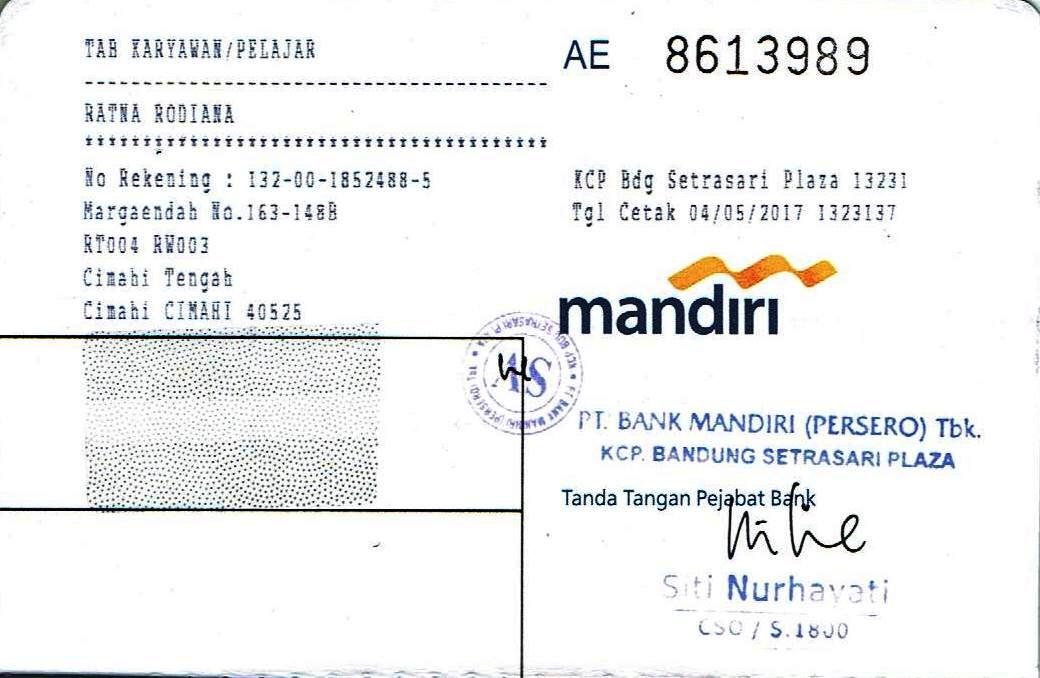 TAB KARYAWAN/PELAJAR
AE 8613989
RATNA RODIANA
No Rekening : 132-00-1852488-5
Margaendah No.163-148B
RT004 RW003
Cimahi Tengah
Cimahi CIMAHI 40525
KCP Bdg Setrasari Plaza 13231
Tgl Cetak 04/05/2017 1323137
mandırı
PT. BANK MANDIRI (PERSERO) Tbk.
KCP. BANDUNG SETRASARI PLAZA
Tanda Tangan Pejabat Bank
Siti Nurhayati
CSO / S.1800